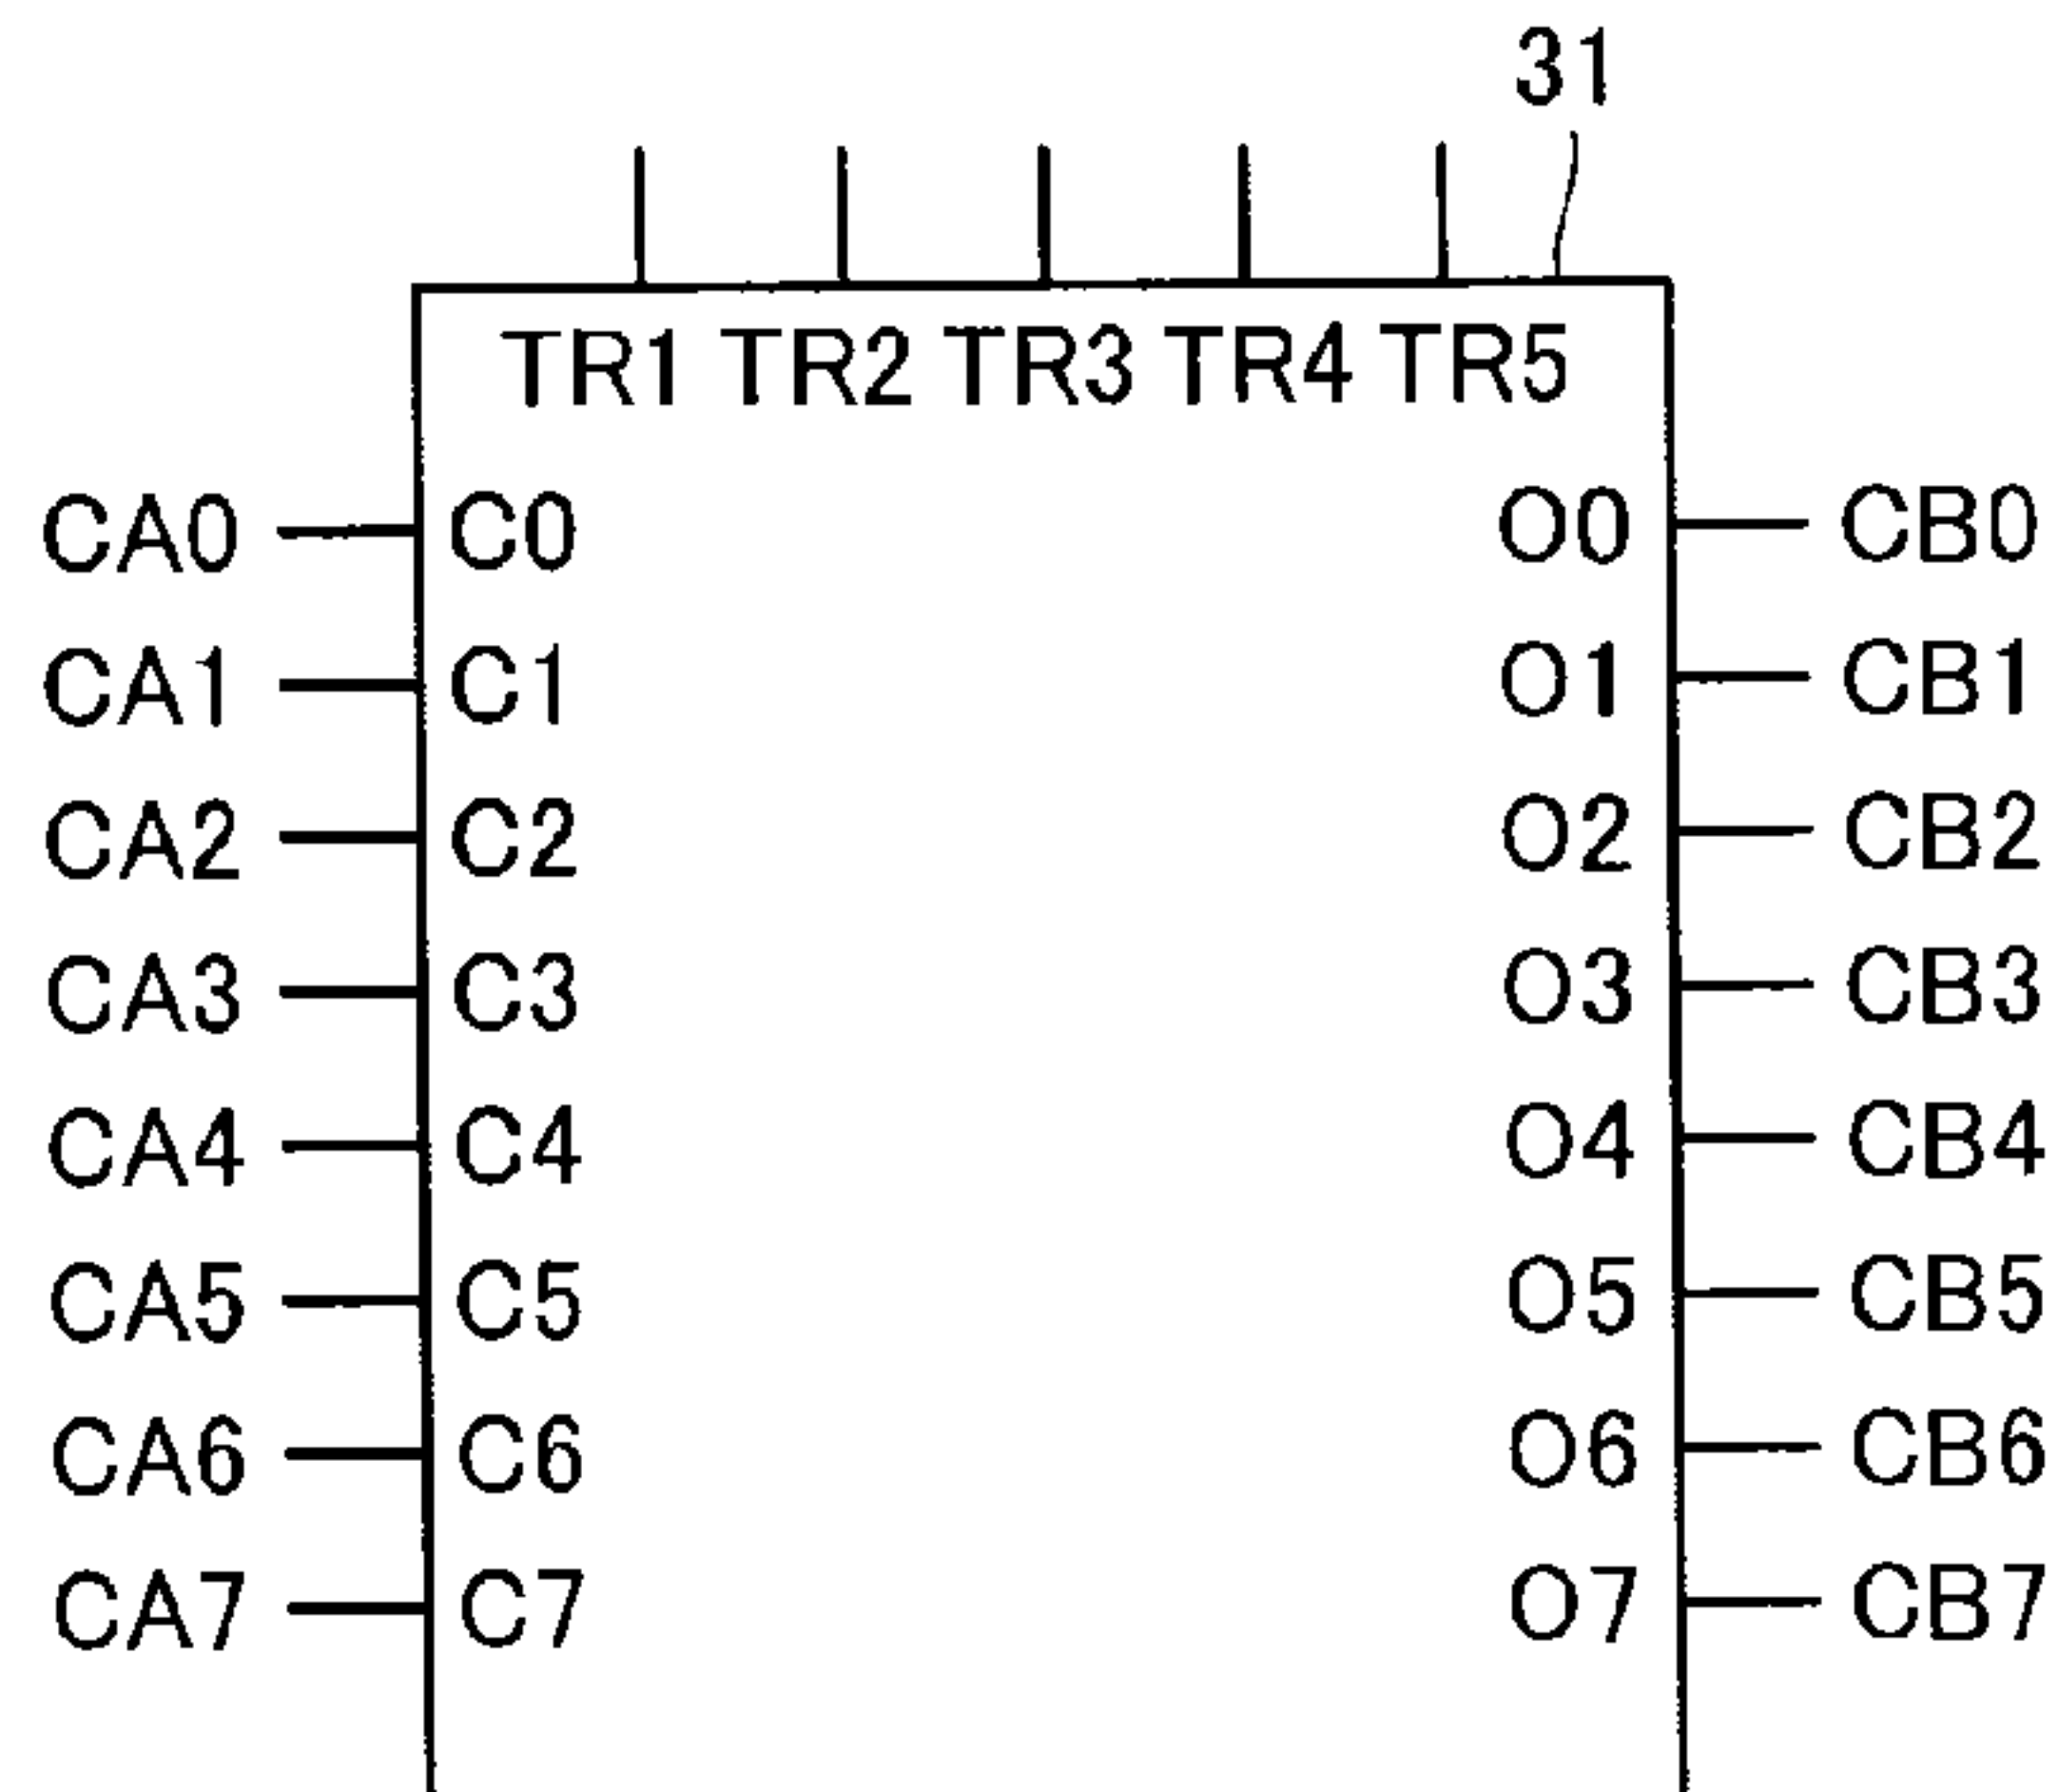 31
TR1 TR2 TR3 TR4 TR5
CA0 C0 O0 CB0
CA1 C1 O1 CB1
CA2 C2 O2 CB2
CA3 C3 O3 CB3
CA4 C4 O4 CB4
CA5 C5 O5 CB5
CA6 C6 O6 CB6
CA7 C7 O7 CB7